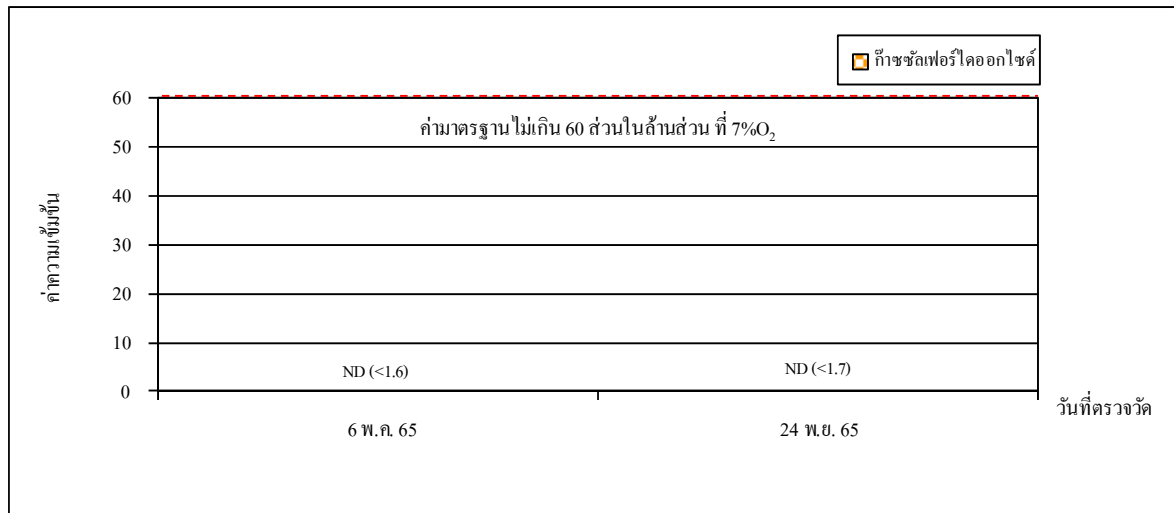 ก๊าซซัลเฟอร์ไดออกไซด์
60
ค่ามาตรฐานไม่เกิน 60 ส่วนในล้านส่วน ที่ 7%O₂
50
40
ค่าความเข้มข้น
30
20
10
ND (<1.6)
ND (<1.7)
0
วันที่ตรวจวัด
6 พ.ค. 65
24 พ.ย. 65